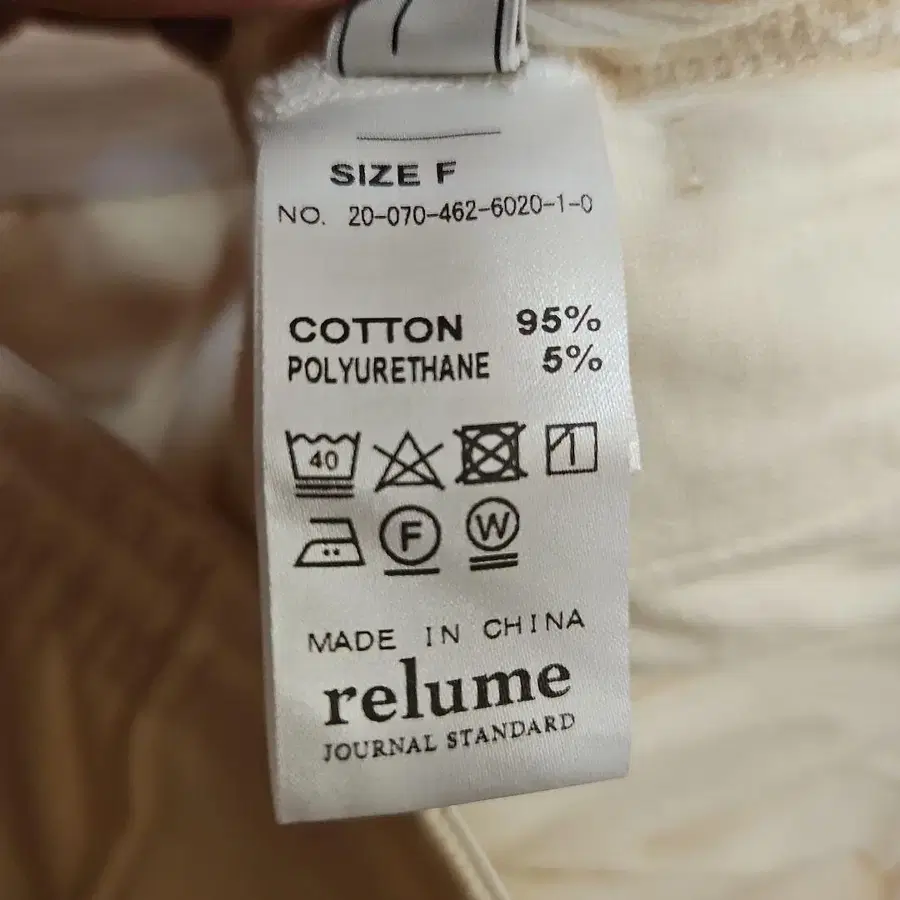 SIZE F
NO. 20-070-462-6020-1-0
COTTON 95%
POLYURETHANE 5%
40
F W
MADE IN CHINA
relume
JOURNAL STANDARD